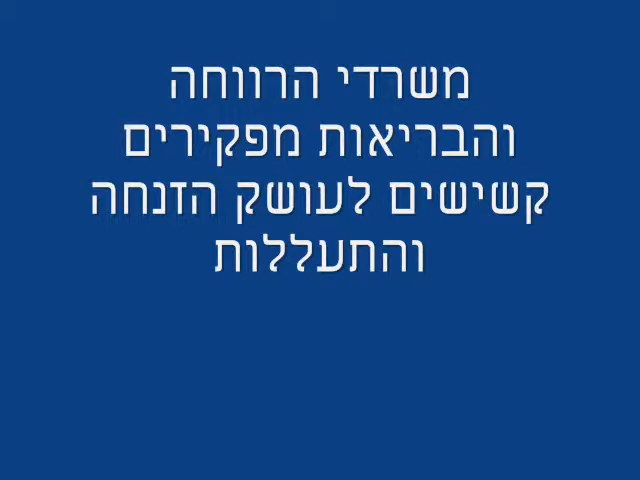 משרדי הרווחה
והבריאות מפקירים
קשישים לעושק הזנחה
והתעללות